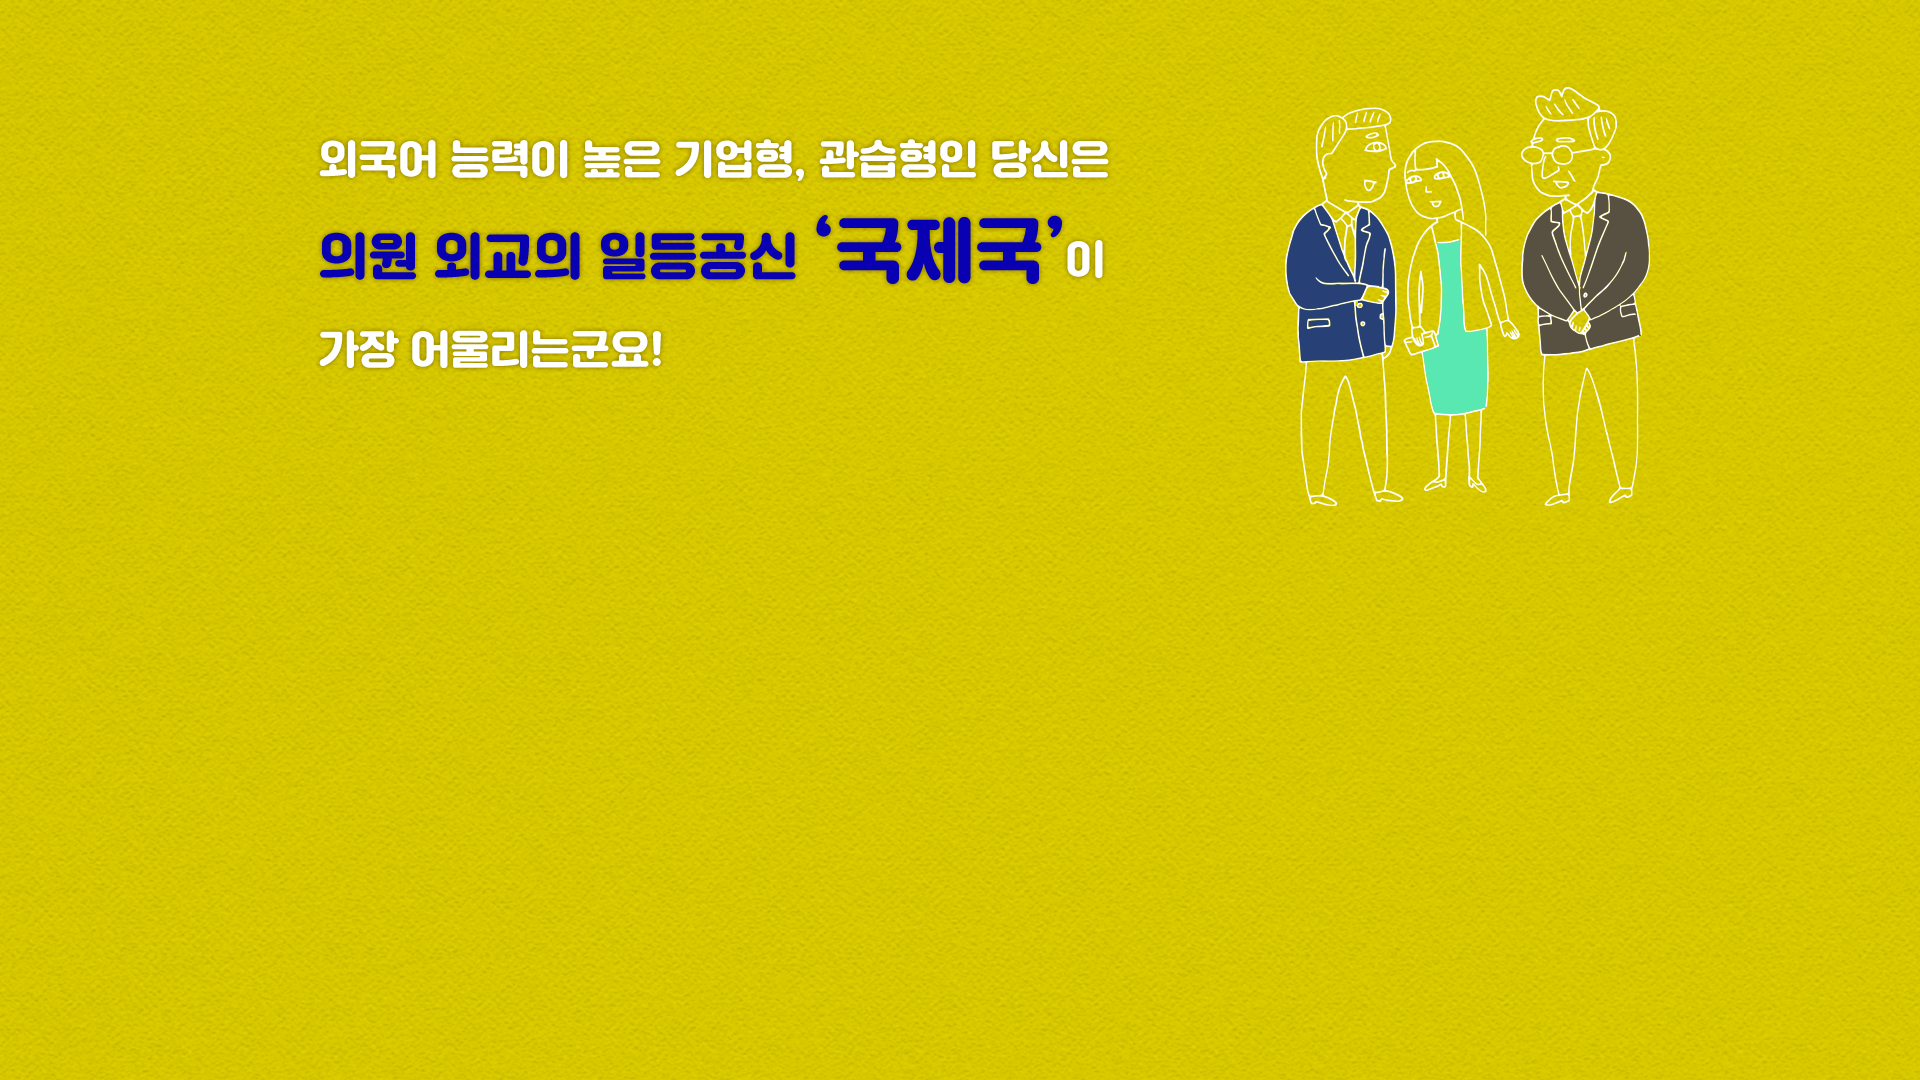 외국어 능력이 높은 기업형, 관습형인 당신은
의원 외교의 일등공신 ‘국제국’이
가장 어울리는군요!